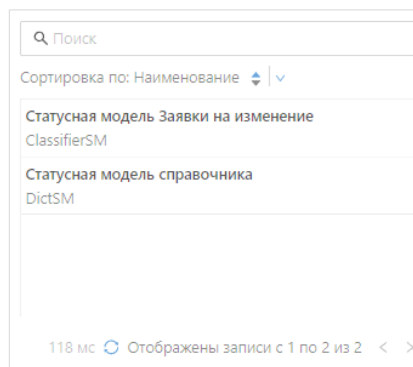 Поиск
Сортировка по: Наименование
Статусная модель Заявки на изменение
ClassifierSM
Статусная модель справочника
DictSM
118 мс Отображены записи с 1 по 2 из 2 < >